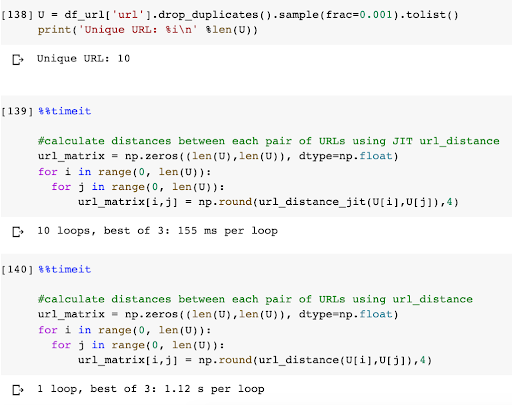 [138] U = df_url['url'].drop_duplicates().sample(frac=0.001).tolist()
print('Unique URL: %i\n' %len(U))
Unique URL: 10
[139] %%timeit
#calculate distances between each pair of URLs using JIT url_distance
url_matrix = np.zeros((len(U),len(U)), dtype=np.float)
for i in range(0, len(U)):
for j in range(0, len(U)):
url_matrix[i,j] = np.round(url_distance_jit(U[i],U[j]),4)
10 loops, best of 3: 155 ms per loop
[140] %%timeit
#calculate distances between each pair of URLs using url_distance
url_matrix = np.zeros((len(U),len(U)), dtype=np.float)
for i in range(0, len(U)):
for j in range(0, len(U)):
url_matrix[i,j] = np.round(url_distance(U[i],U[j]),4)
1 loop, best of 3: 1.12 s per loop